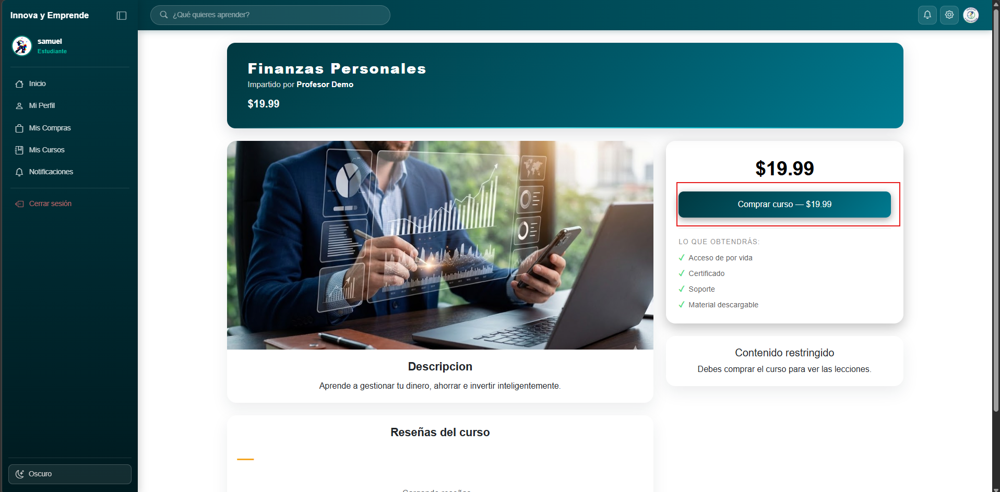 Innova y Emprende
¿Qué quieres aprender?
samuel
Estudiante
Inicio
Mi Perfil
Mis Compras
Mis Cursos
Notificaciones
Cerrar sesión
Oscuro
Finanzas Personales
Impartido por Profesor Demo
$19.99
Descripcion
Aprende a gestionar tu dinero, ahorrar e invertir inteligentemente.
Reseñas del curso
$19.99
Comprar curso — $19.99
LO QUE OBTENDRÁS:
✓ Acceso de por vida
✓ Certificado
✓ Soporte
✓ Material descargable
Contenido restringido
Debes comprar el curso para ver las lecciones.